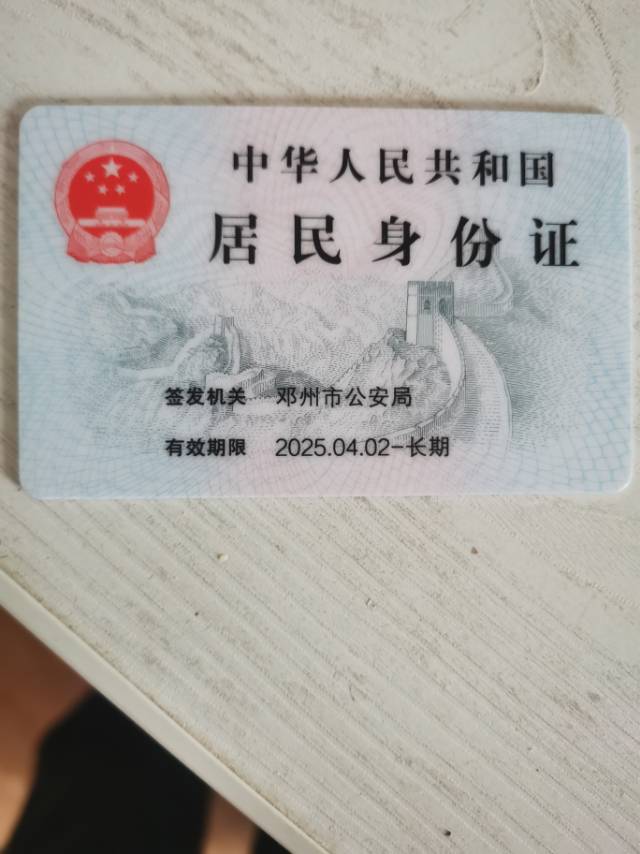 中华人民共和国
居民身份证
签发机关 邓州市公安局
有效期限 2025.04.02-长期